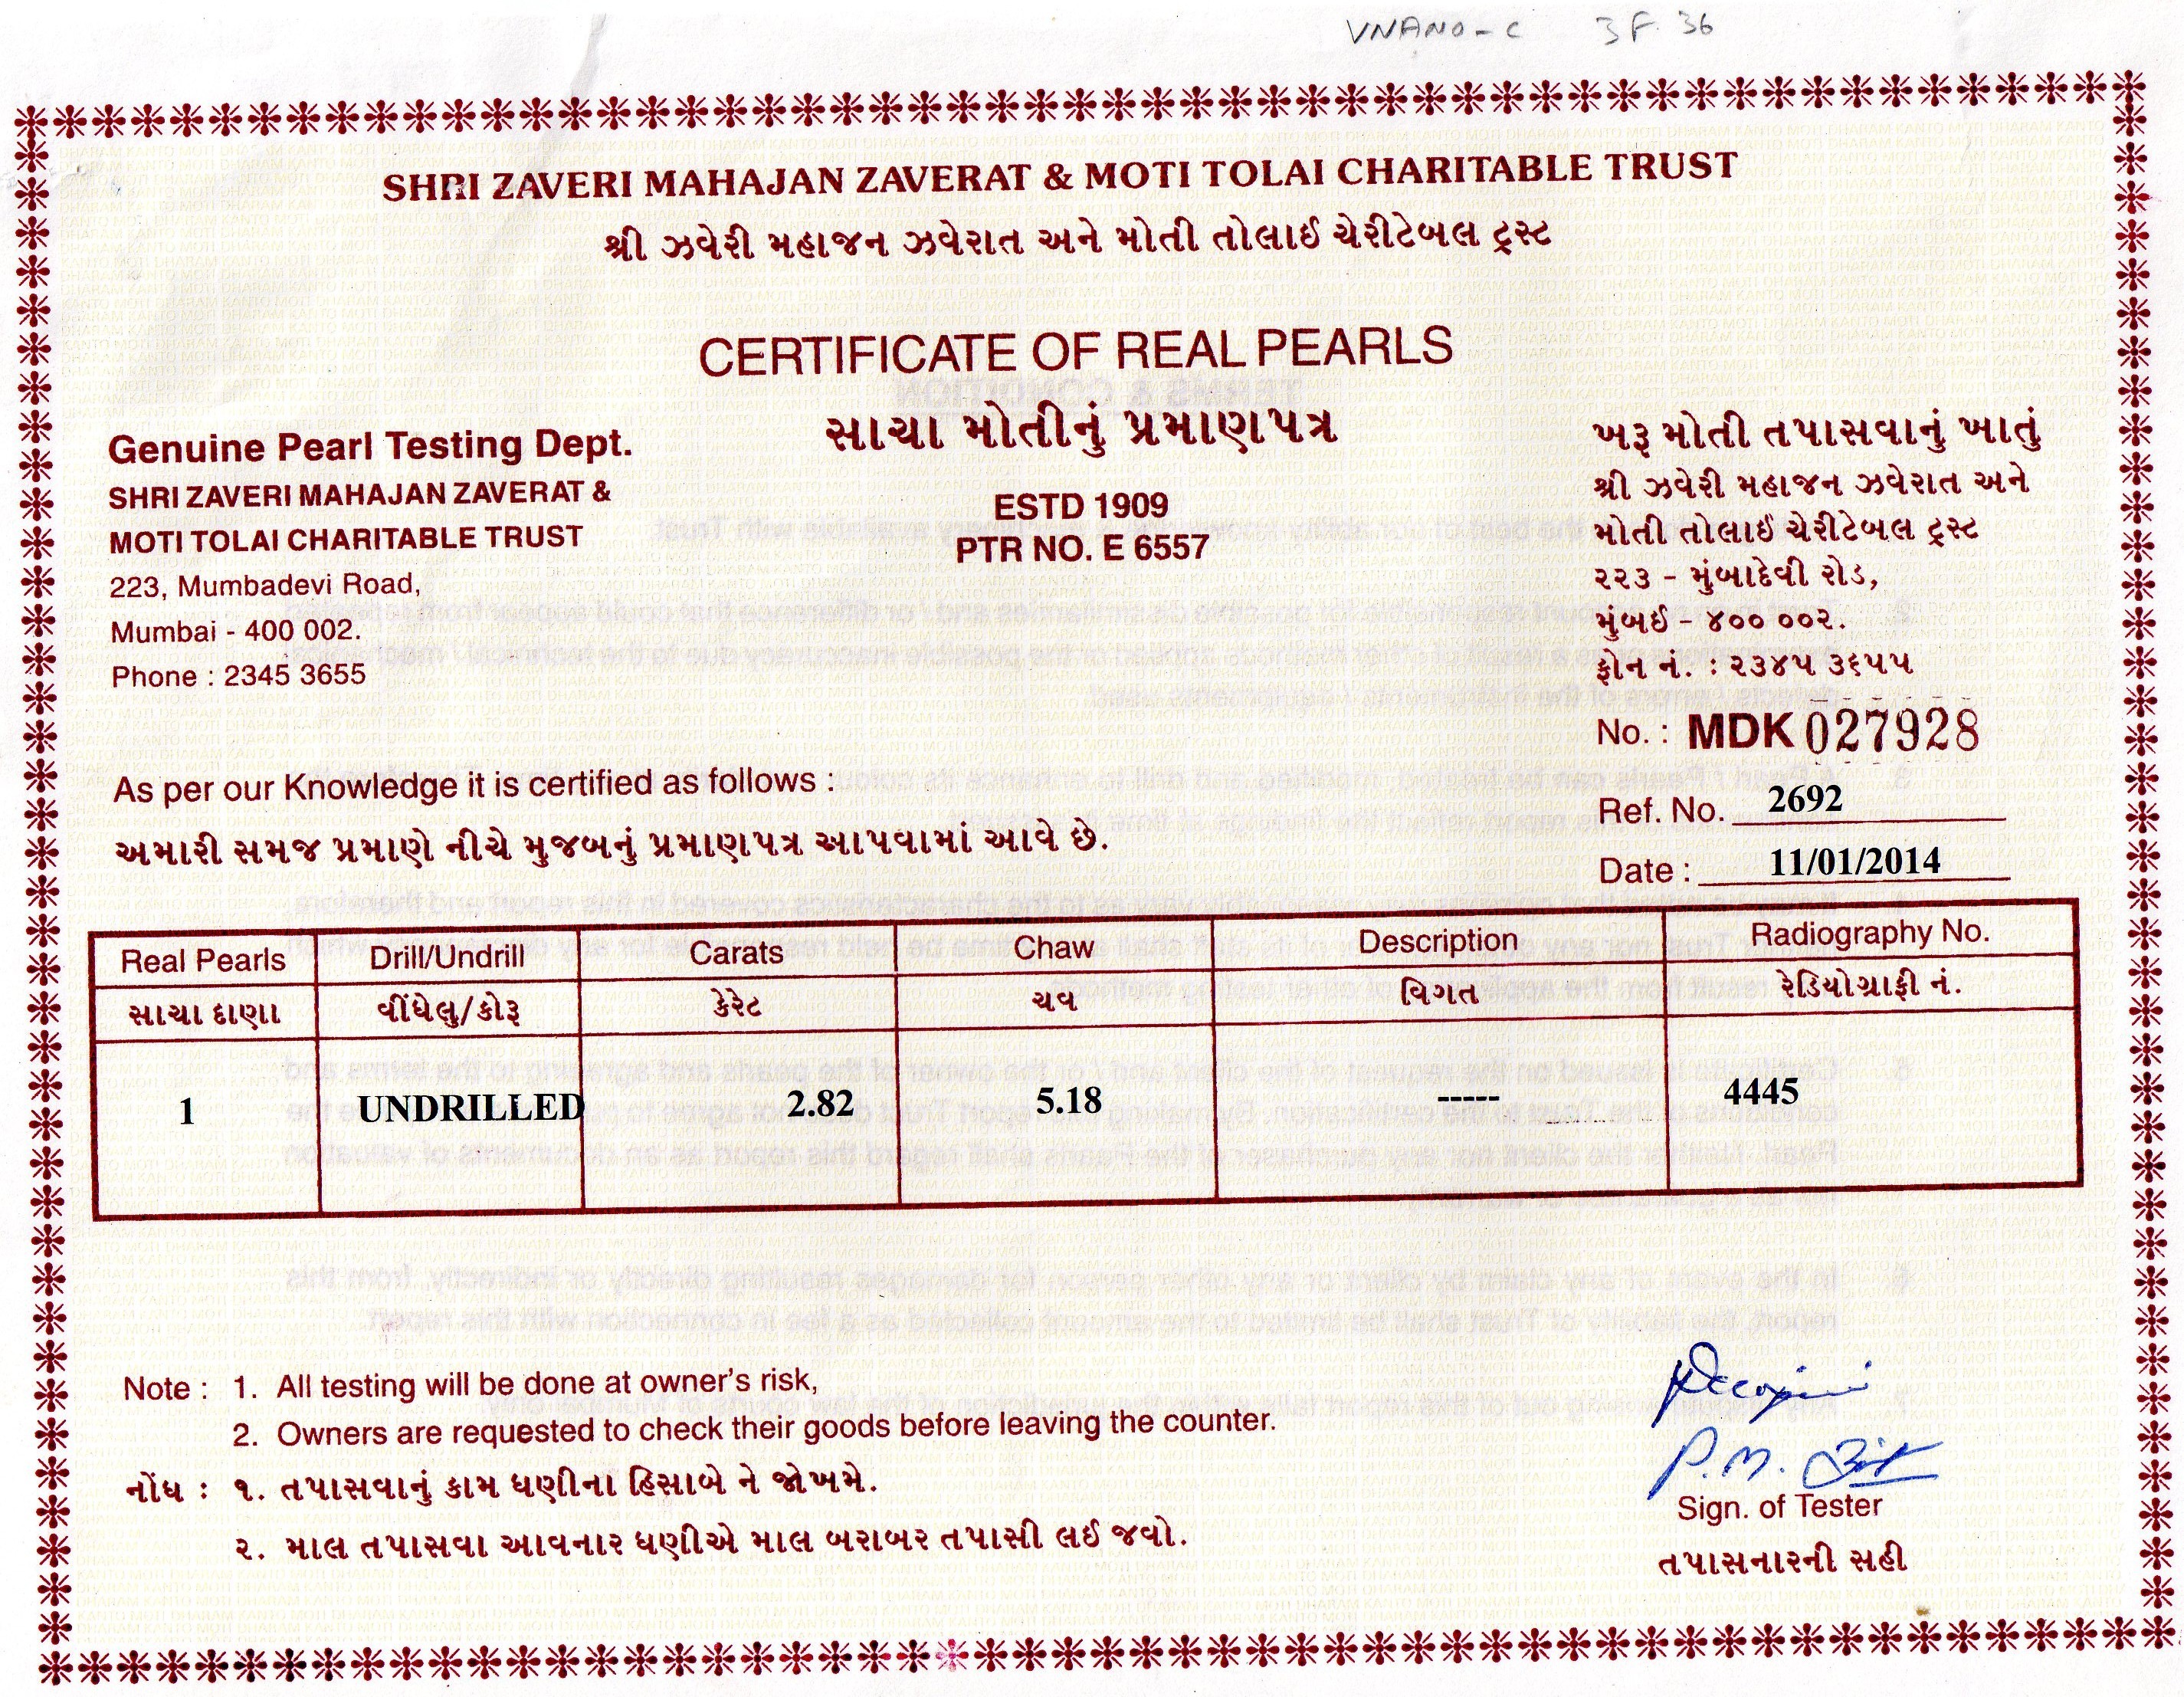 VNANO-C 3F.36
SHRI ZAVERI MAHAJAN ZAVERAT & MOTI TOLAI CHARITABLE TRUST
શ્રી ઝવેરી મહાજન ઝવેરાત અને મોતી તોલાઈ ચેરીટેબલ ટ્રસ્ટ
CERTIFICATE OF REAL PEARLS
સાચા મોતીનું પ્રમાણપત્ર
ESTD 1909
PTR NO. E 6557
Genuine Pearl Testing Dept.
SHRI ZAVERI MAHAJAN ZAVERAT &
MOTI TOLAI CHARITABLE TRUST
223, Mumbadevi Road,
Mumbai - 400 002.
Phone : 2345 3655
ખરૂ મોતી તપાસવાનું ખાતું
શ્રી ઝવેરી મહાજન ઝવેરાત અને
મોતી તોલાઈ ચેરીટેબલ ટ્રસ્ટ
૨૨૩ - મુંબાદેવી રોડ,
મુંબઈ - ૪૦૦ ૦૦૨.
ફોન નં. : ૨૩૪૫ ૩૬૫૫
No. : MDK 027928
Ref. No. 2692
Date : 11/01/2014
As per our Knowledge it is certified as follows :
અમારી સમજ પ્રમાણે નીચે મુજબનું પ્રમાણપત્ર આપવામાં આવે છે.
Real Pearls Drill/Undrill Carats Chaw Description Radiography No.
સાચા દાણા વીંધેલુ/કોરૂ કેરેટ ચવ વિગત રેડિયોગ્રાફી નં.
1 UNDRILLED 2.82 5.18 ----- 4445
Note : 1. All testing will be done at owner's risk,
2. Owners are requested to check their goods before leaving the counter.
નોંધ : ૧. તપાસવાનું કામ ધણીના હિસાબે ને જોખમે.
૨. માલ તપાસવા આવનાર ધણીએ માલ બરાબર તપાસી લઈ જવો.
P.M.
Sign. of Tester
તપાસનારની સહી